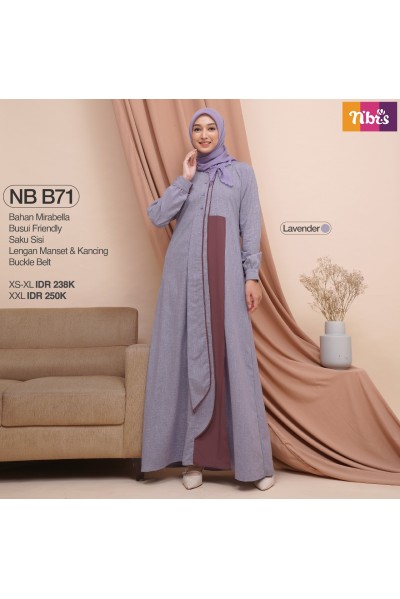 Nbrs
NB B71
Bahan Mirabella
Busui Friendly
Saku Sisi
Lengan Manset & Kancing
Buckle Belt
XS-XL IDR 238K
XXL IDR 250K
Lavender